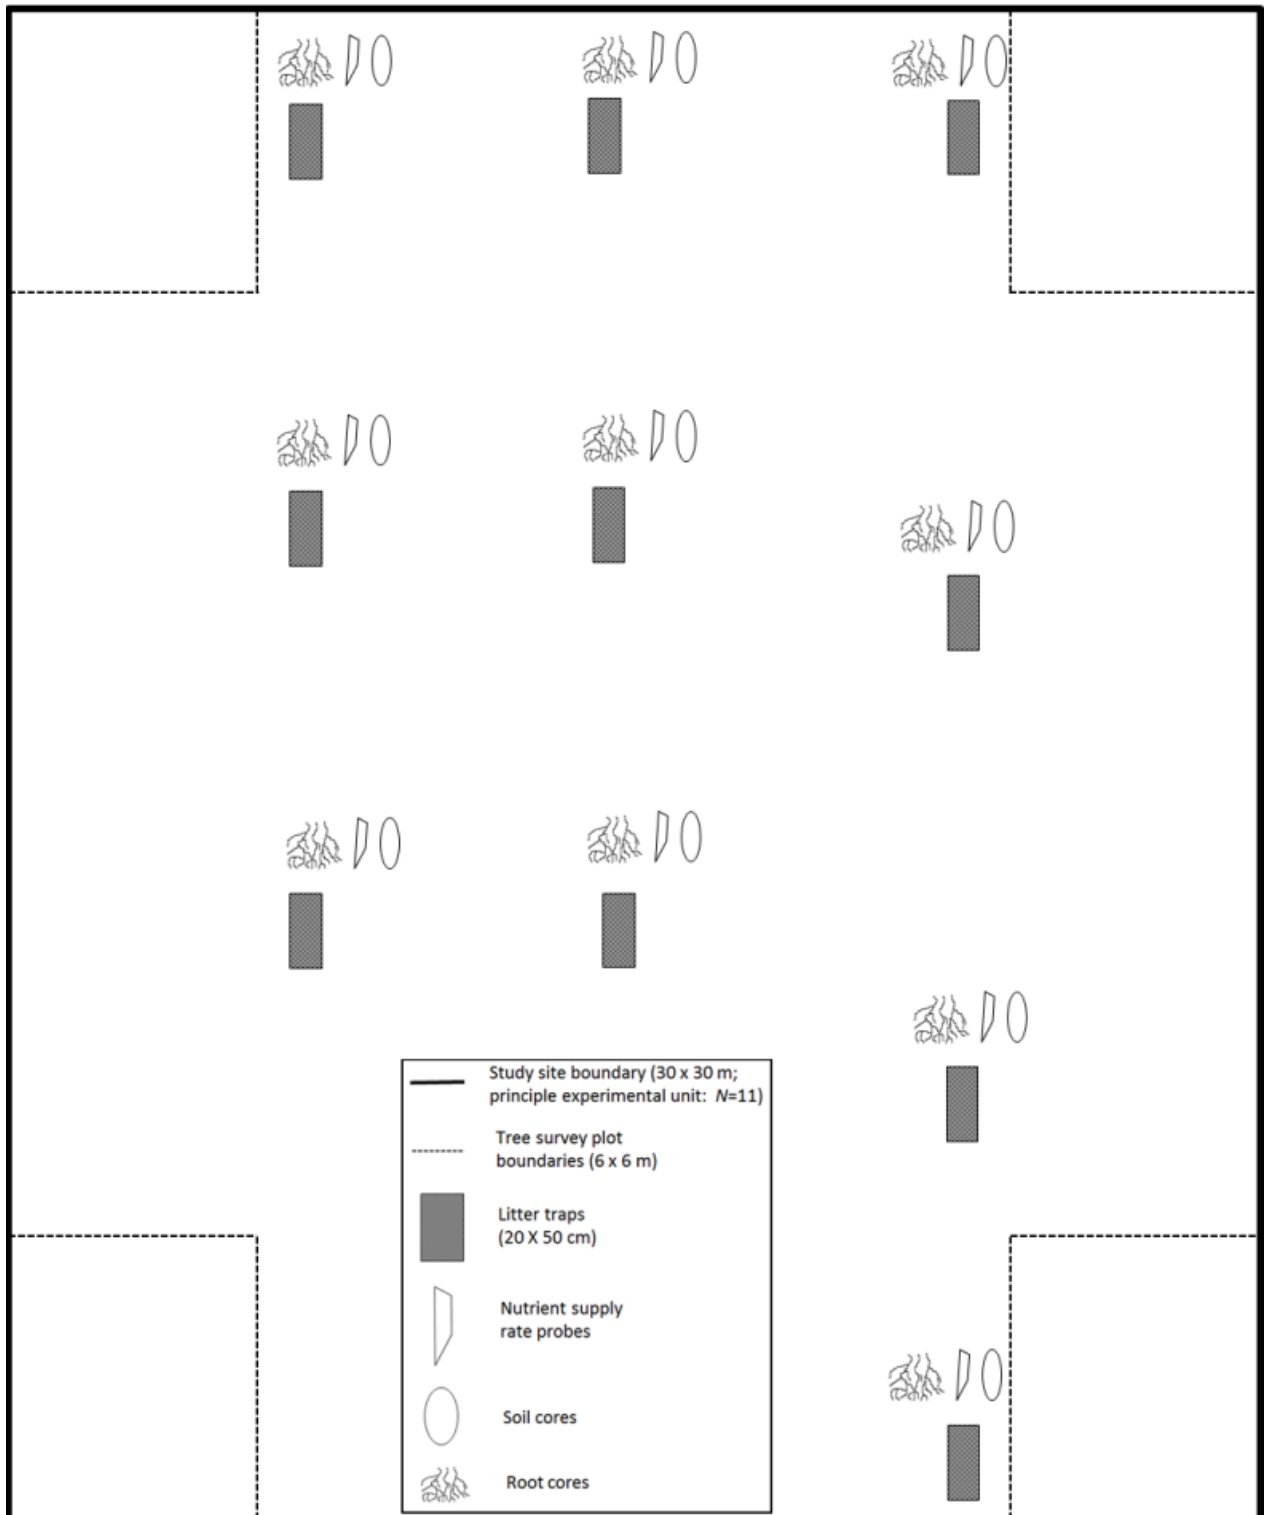 Study site boundary (30 x 30 m;
principle experimental unit: N=11)
Tree survey plot
boundaries (6 x 6 m)
Litter traps
(20 X 50 cm)
Nutrient supply
rate probes
Soil cores
Root cores